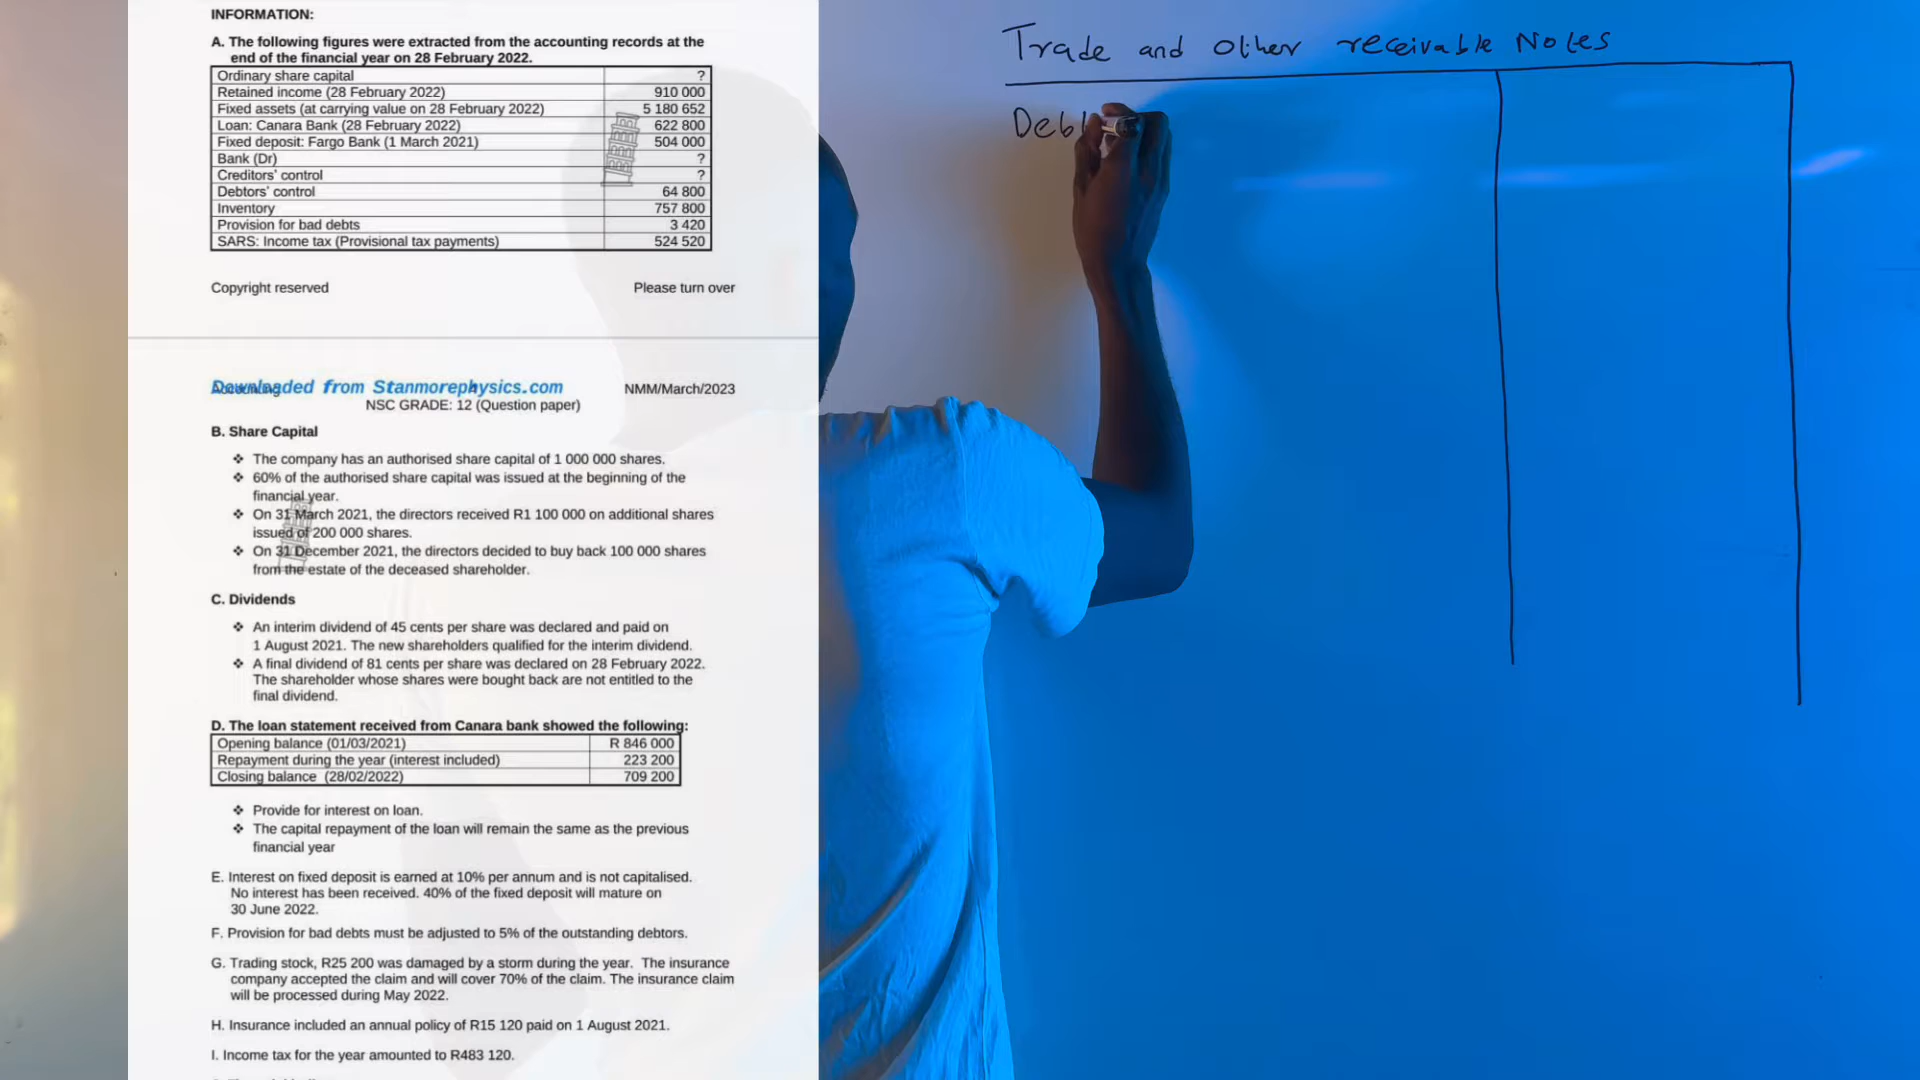 INFORMATION:
A. The following figures were extracted from the accounting records at the
end of the financial year on 28 February 2022.
Ordinary share capital ?
Retained income (28 February 2022) 910 000
Fixed assets (at carrying value on 28 February 2022) 5 180 652
Loan: Canara Bank (28 February 2022) 622 800
Fixed deposit: Fargo Bank (1 March 2021) 504 000
Bank (Dr) ?
Creditors' control ?
Debtors' control 64 800
Inventory 757 800
Provision for bad debts 3 420
SARS: Income tax (Provisional tax payments) 524 520
Copyright reserved Please turn over
Downloaded from Stanmorephysics.com NMM/March/2023
NSC GRADE: 12 (Question paper)
B. Share Capital
❖ The company has an authorised share capital of 1 000 000 shares.
❖ 60% of the authorised share capital was issued at the beginning of the
financial year.
❖ On 31 March 2021, the directors received R1 100 000 on additional shares
issued of 200 000 shares.
❖ On 31 December 2021, the directors decided to buy back 100 000 shares
from the estate of the deceased shareholder.
C. Dividends
❖ An interim dividend of 45 cents per share was declared and paid on
1 August 2021. The new shareholders qualified for the interim dividend.
❖ A final dividend of 81 cents per share was declared on 28 February 2022.
The shareholder whose shares were bought back are not entitled to the
final dividend.
D. The loan statement received from Canara bank showed the following:
Opening balance (01/03/2021) R 846 000
Repayment during the year (interest included) 223 200
Closing balance (28/02/2022) 709 200
❖ Provide for interest on loan.
❖ The capital repayment of the loan will remain the same as the previous
financial year
E. Interest on fixed deposit is earned at 10% per annum and is not capitalised.
No interest has been received. 40% of the fixed deposit will mature on
30 June 2022.
F. Provision for bad debts must be adjusted to 5% of the outstanding debtors.
G. Trading stock, R25 200 was damaged by a storm during the year. The insurance
company accepted the claim and will cover 70% of the claim. The insurance claim
will be processed during May 2022.
H. Insurance included an annual policy of R15 120 paid on 1 August 2021.
I. Income tax for the year amounted to R483 120.
Trade and other receivable Notes
Deb